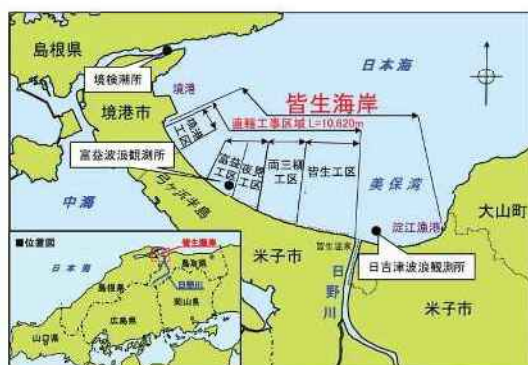 島根県
日本海
境検潮所
境港
皆生海岸
境港市
直轄工事区域 L=10,620m
工区
富益波浪観測所
富益
工区
夜見
工区
両三柳
工区
皆生工区
美保湾
弓ヶ浜半島
中海
淀江漁港
大山町
■位置図
皆生海岸
皆生温泉
日吉津波浪観測所
日本海
米子市
日野川
島根県
鳥取県
日野川
岡山県
広島県
山口県
米子市